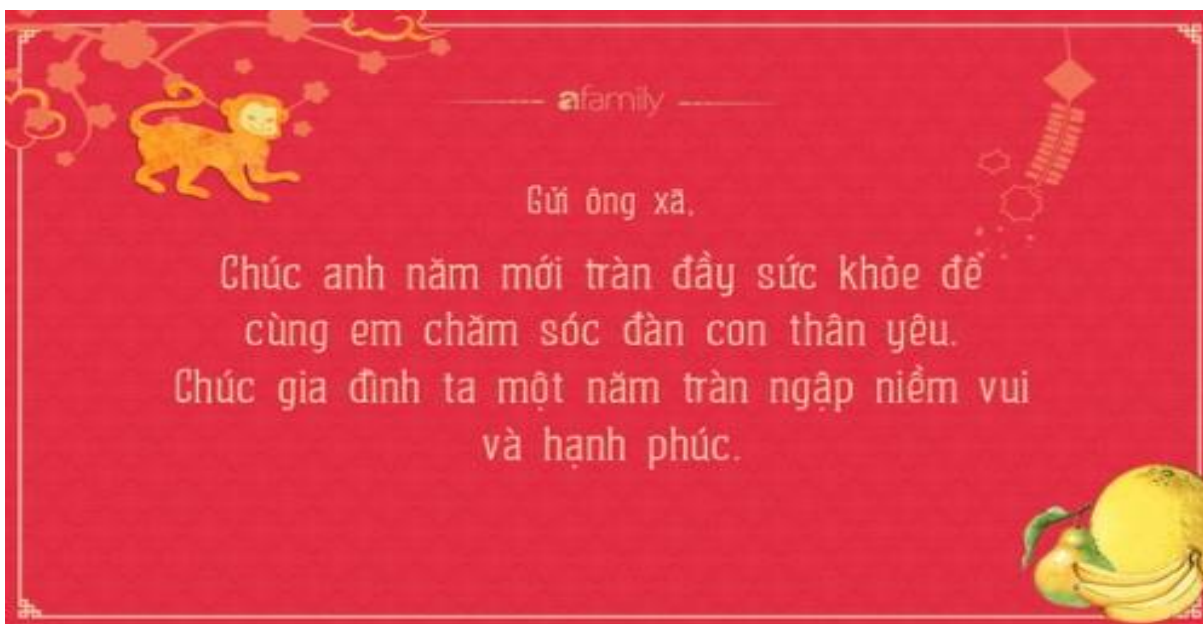 afamily
Gửi ông xã,
Chúc anh năm mới tràn đầy sức khỏe để
cùng em chăm sóc đàn con thân yêu.
Chúc gia đình ta một năm tràn ngập niềm vui
và hạnh phúc.